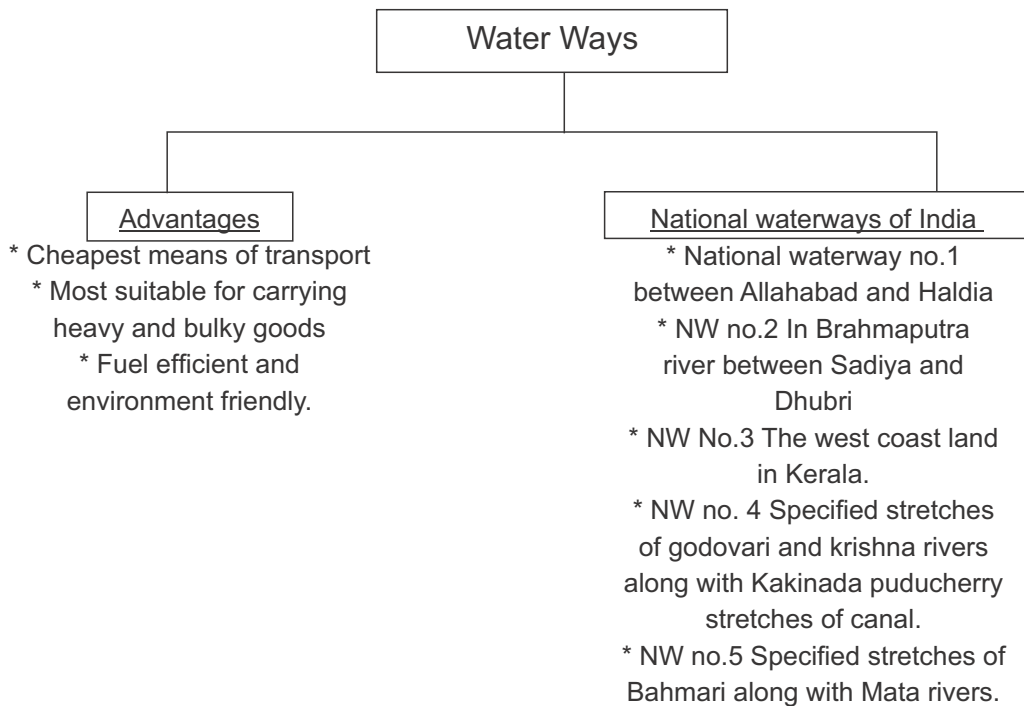 Water Ways
Advantages
* Cheapest means of transport
* Most suitable for carrying
heavy and bulky goods
* Fuel efficient and
environment friendly.
National waterways of India
* National waterway no.1
between Allahabad and Haldia
* NW no.2 In Brahmaputra
river between Sadiya and
Dhubri
* NW No.3 The west coast land
in Kerala.
* NW no. 4 Specified stretches
of godovari and krishna rivers
along with Kakinada puducherry
stretches of canal.
* NW no.5 Specified stretches of
Bahmari along with Mata rivers.